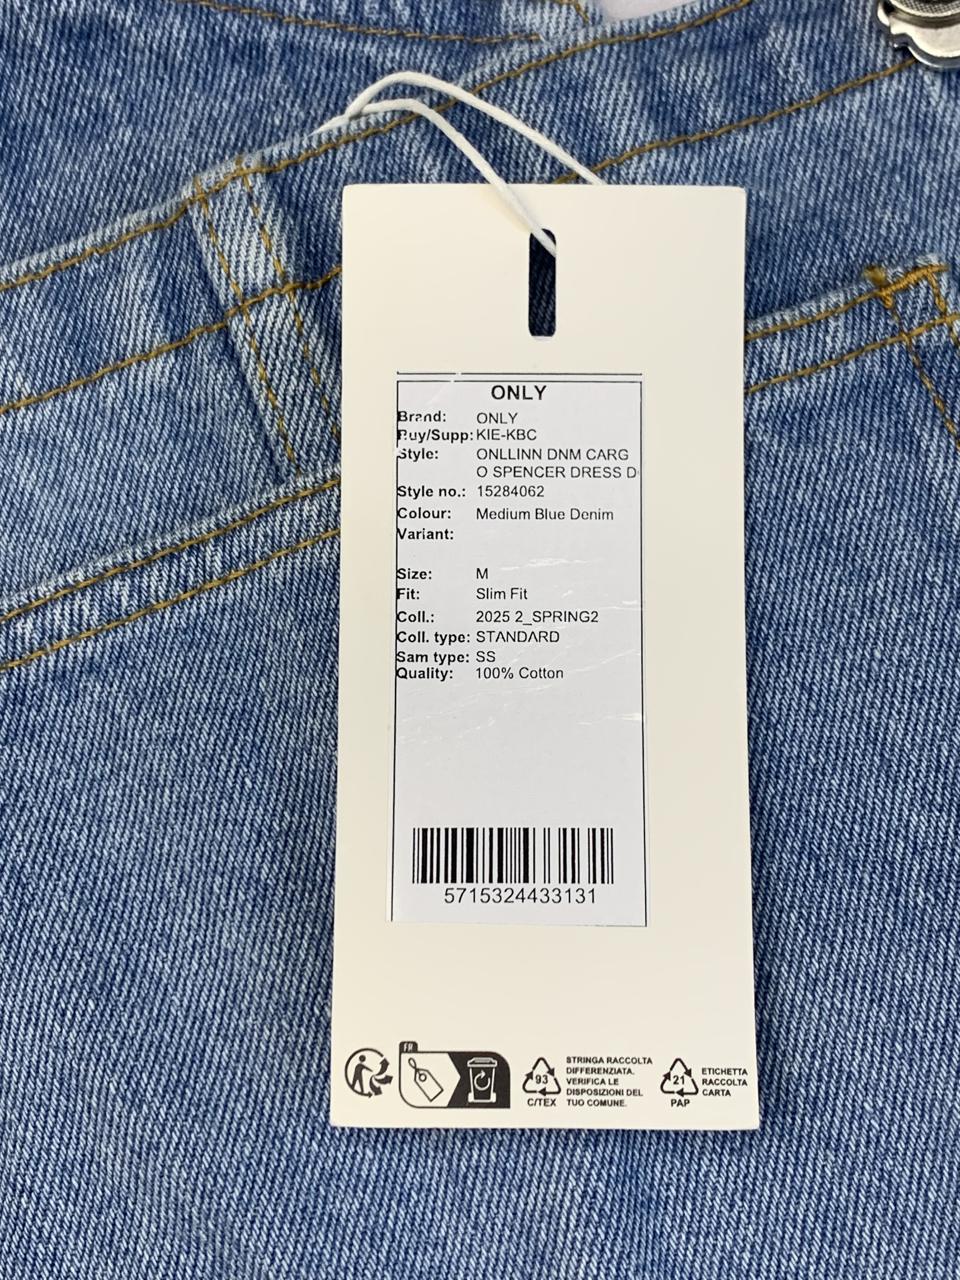 ONLY
Brand: ONLY
Buy/Supp: KIE-KBC
Style: ONLLINN DNM CARG
O SPENCER DRESS D
Style no.: 15284062
Colour: Medium Blue Denim
Variant:
Size: M
Fit: Slim Fit
Coll.: 2025 2_SPRING2
Coll. type: STANDARD
Sam type: SS
Quality: 100% Cotton
5715324433131
FR
93
C/TEX
STRINGA RACCOLTA
DIFFERENZIATA.
VERIFICA LE
DISPOSIZIONI DEL
TUO COMUNE.
21
PAP
ETICHETTA
RACCOLTA
CARTA